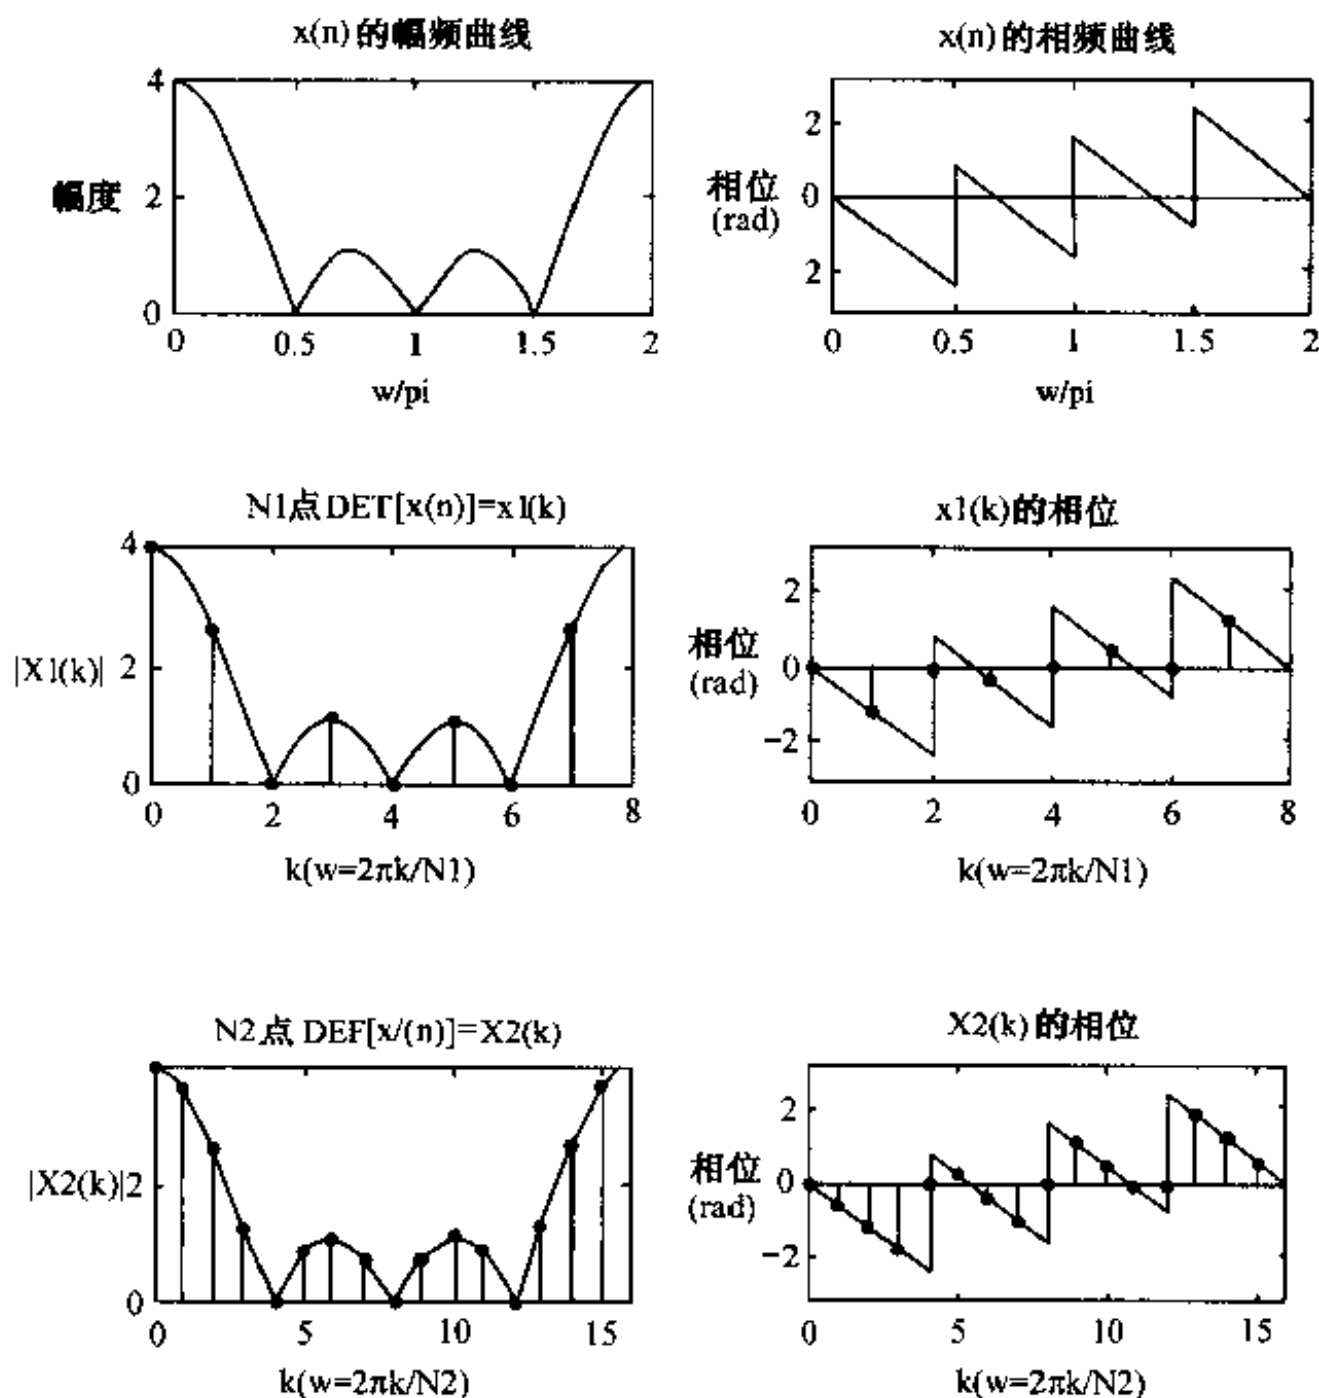 x(n)的幅频曲线
4
幅度
2
0
0 0.5 1 1.5 2
w/pi
x(n)的相频曲线
2
相位
(rad)
0
2
0 0.5 1 1.5 2
w/pi
N1点DET[x(n)]=x1(k)
4
|X1(k)|
2
0
0 2 4 6 8
k(w=2πk/N1)
x1(k)的相位
2
相位
(rad)
0
-2
0 2 4 6 8
k(w=2πk/N1)
N2点 DEF[x/(n)]=X2(k)
|X2(k)|2
0
0 5 10 15
k(w=2πk/N2)
X2(k)的相位
2
相位
(rad)
0
-2
0 5 10 15
k(w=2πk/N2)